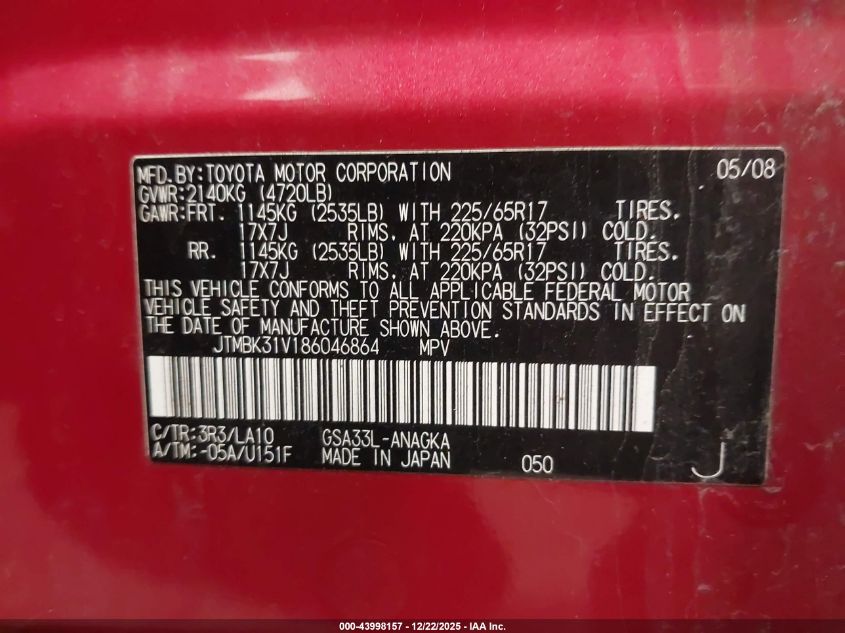 MFD.BY:TOYOTA MOTOR CORPORATION 05/08
GVWR:2140KG (4720LB)
GAWR:FRT. 1145KG (2535LB) WITH 225/65R17 TIRES.
17X7J RIMS. AT 220KPA (32PSI) COLD.
RR. 1145KG (2535LB) WITH 225/65R17 TIRES.
17X7J RIMS. AT 220KPA (32PSI) COLD.
THIS VEHICLE CONFORMS TO ALL APPLICABLE FEDERAL MOTOR
VEHICLE SAFETY AND THEFT PREVENTION STANDARDS IN EFFECT ON
THE DATE OF MANUFACTURE SHOWN ABOVE.
JTMBK31V186046864 MPV
C/TR:3R3/LA10 GSA33L-ANAGKA
A/TM:-05A/U151F MADE IN JAPAN 050 J
000-43998157 - 12/22/2025 - IAA Inc.